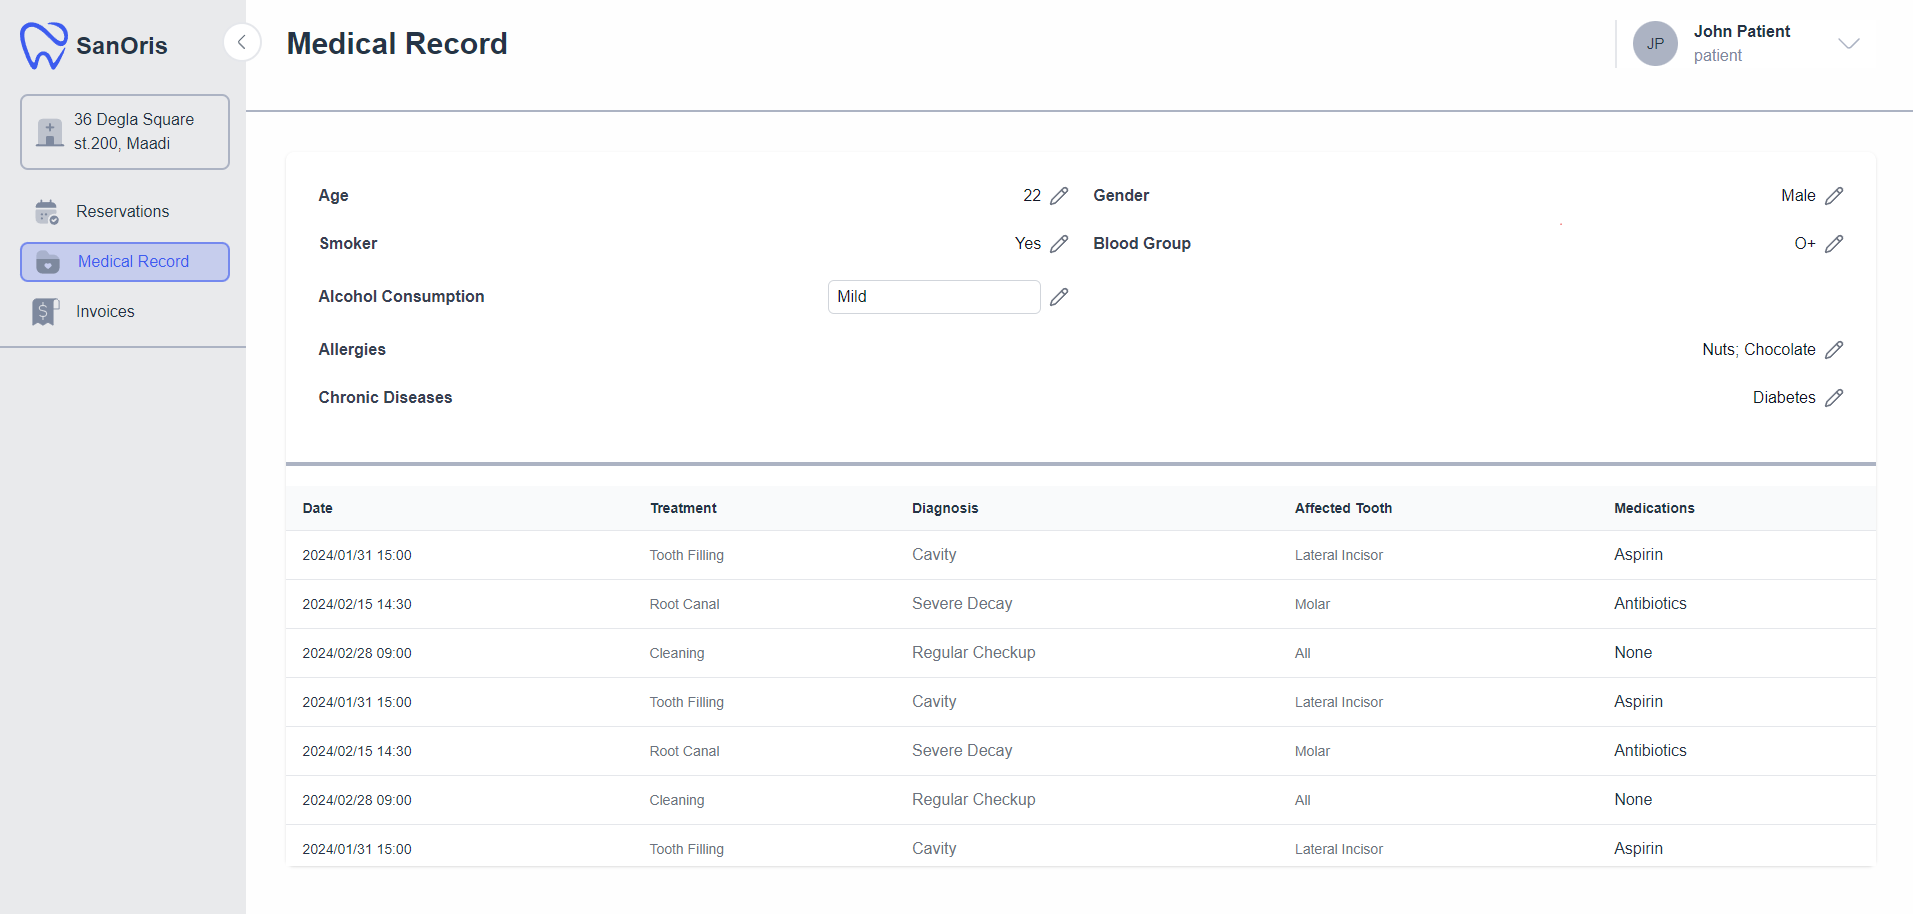 SanOris
Medical Record
JP
John Patient
patient
36 Degla Square
st.200, Maadi
Reservations
Medical Record
Invoices
Age 22 Gender Male
Smoker Yes Blood Group O+
Alcohol Consumption Mild
Allergies Nuts; Chocolate
Chronic Diseases Diabetes
Date Treatment Diagnosis Affected Tooth Medications
2024/01/31 15:00 Tooth Filling Cavity Lateral Incisor Aspirin
2024/02/15 14:30 Root Canal Severe Decay Molar Antibiotics
2024/02/28 09:00 Cleaning Regular Checkup All None
2024/01/31 15:00 Tooth Filling Cavity Lateral Incisor Aspirin
2024/02/15 14:30 Root Canal Severe Decay Molar Antibiotics
2024/02/28 09:00 Cleaning Regular Checkup All None
2024/01/31 15:00 Tooth Filling Cavity Lateral Incisor Aspirin